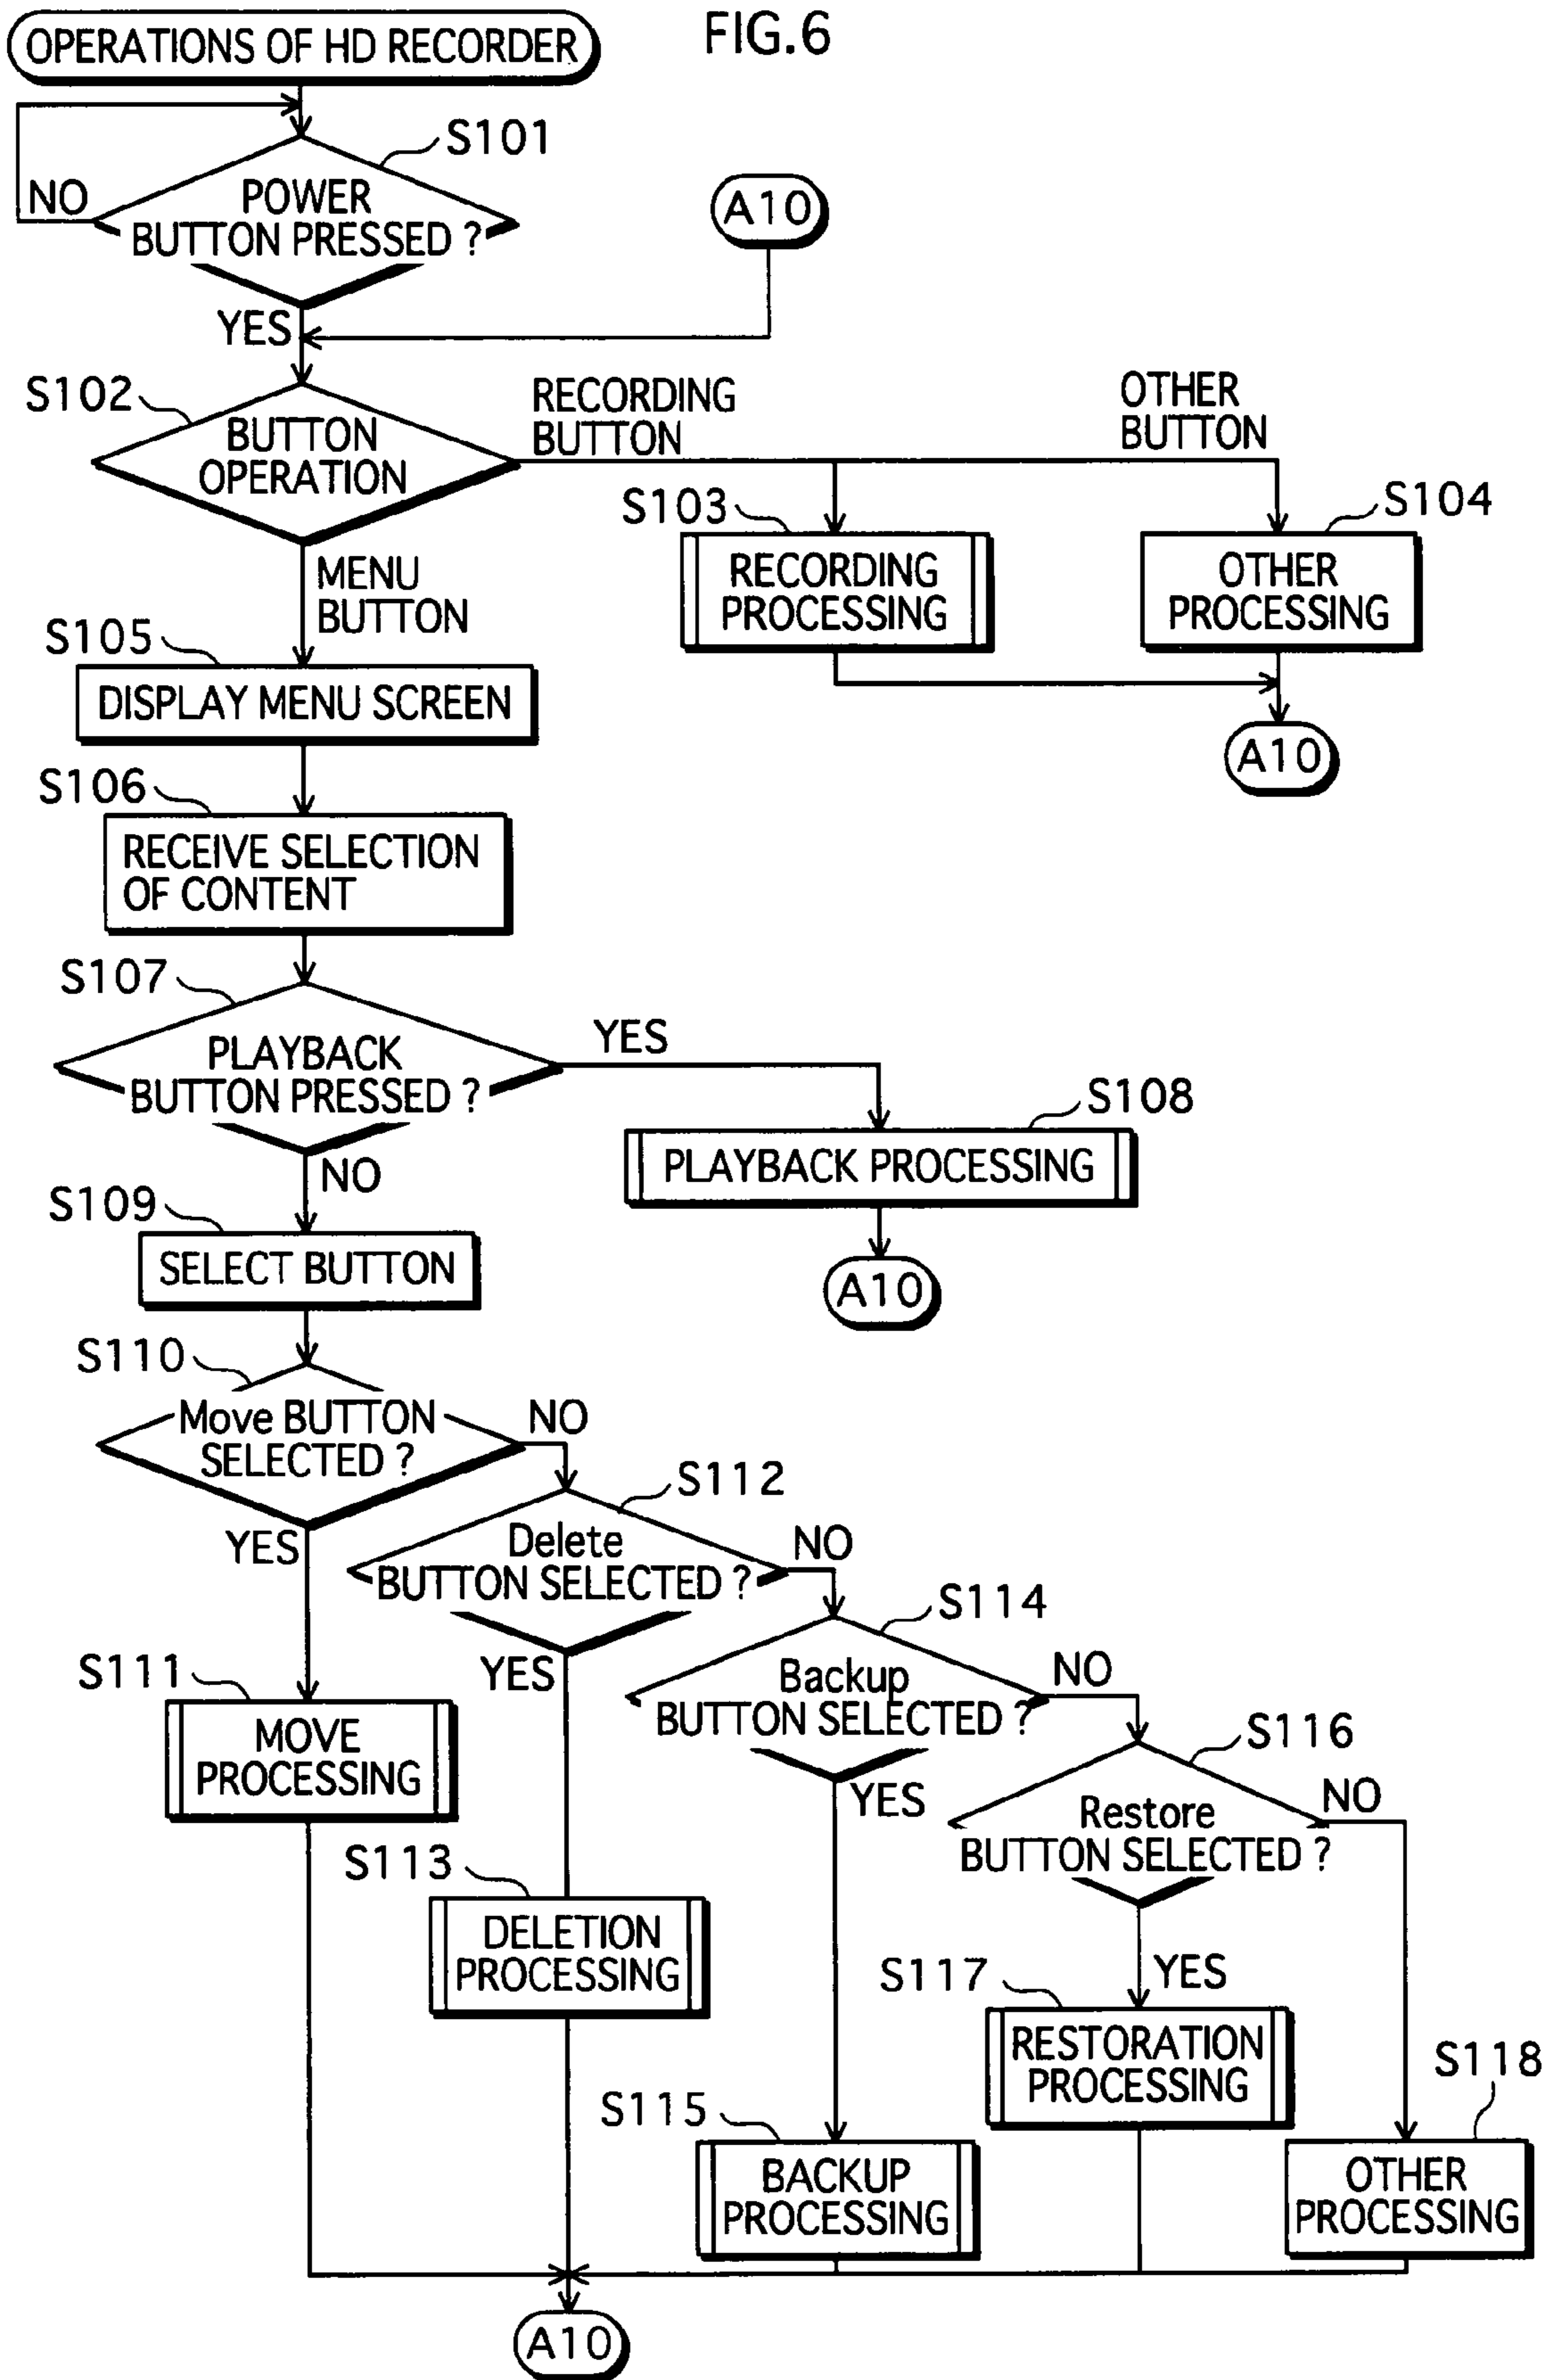 FIG.6
OPERATIONS OF HD RECORDER
S101
NO
POWER
BUTTON PRESSED ?
A10
YES
S102
BUTTON
OPERATION
RECORDING
BUTTON
OTHER
BUTTON
S103
RECORDING
PROCESSING
S104
OTHER
PROCESSING
A10
MENU
BUTTON
S105
DISPLAY MENU SCREEN
S106
RECEIVE SELECTION
OF CONTENT
S107
PLAYBACK
BUTTON PRESSED ?
YES
S108
PLAYBACK PROCESSING
A10
NO
S109
SELECT BUTTON
S110
Move BUTTON
SELECTED ?
NO
YES
S112
Delete
BUTTON SELECTED ?
NO
YES
S114
Backup
BUTTON SELECTED ?
NO
YES
S116
Restore
BUTTON SELECTED ?
NO
YES
S111
MOVE
PROCESSING
S113
DELETION
PROCESSING
S117
RESTORATION
PROCESSING
S115
BACKUP
PROCESSING
S118
OTHER
PROCESSING
A10